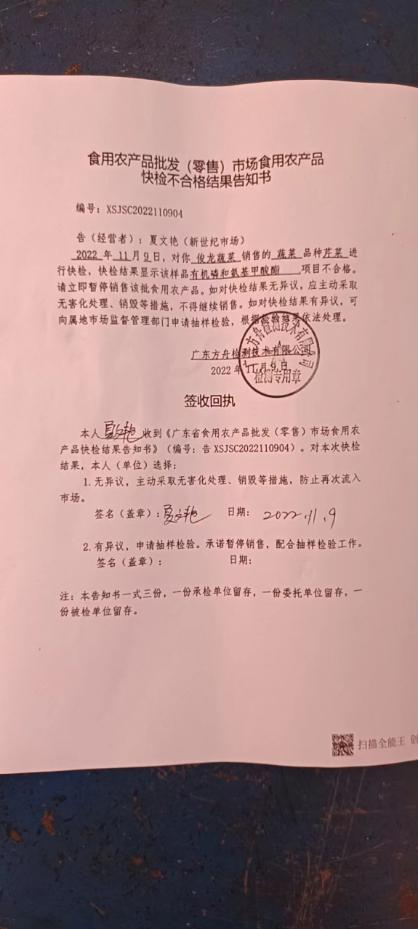 食用农产品批发（零售）市场食用农产品
快检不合格结果告知书
编号：XSJSC2022110904
告（经营者）：夏文艳（新世纪市场）
2022 年 11 月 9 日，对你 俊龙蔬菜 销售的 蔬菜 品种 芹菜 进
行快检，快检结果显示该样品有机磷和氨基甲酸酯 项目不合格。
请立即暂停销售该批食用农产品。如对快检结果无异议，应主动采取
无害化处理、销毁等措施，不得继续销售。如对快检结果有异议，可
向属地市场监督管理部门申请抽样检验，根据检验结果依法处理。
广东方舟检测技术有限公司
2022 年 11 月 9 日
检测专用章
签收回执
本人 夏文艳 收到《广东省食用农产品批发（零售）市场食用农
产品快检结果告知书》（编号：告 XSJSC2022110904）。对本次快检
结果，本人（单位）选择：
1. 无异议，主动采取无害化处理、销毁等措施，防止再次流入
市场。
签名（盖章）：夏文艳 日期： 2022.11.9
2. 有异议，申请抽样检验。承诺暂停销售，配合抽样检验工作。
签名（盖章）： 日期：
注：本告知书一式三份，一份承检单位留存，一份委托单位留存，一
份被检单位留存。
扫描全能王 创